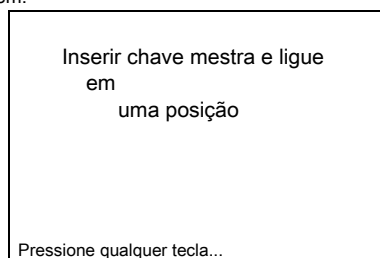 Inserir chave mestra e ligue
em
uma posição
Pressione qualquer tecla...